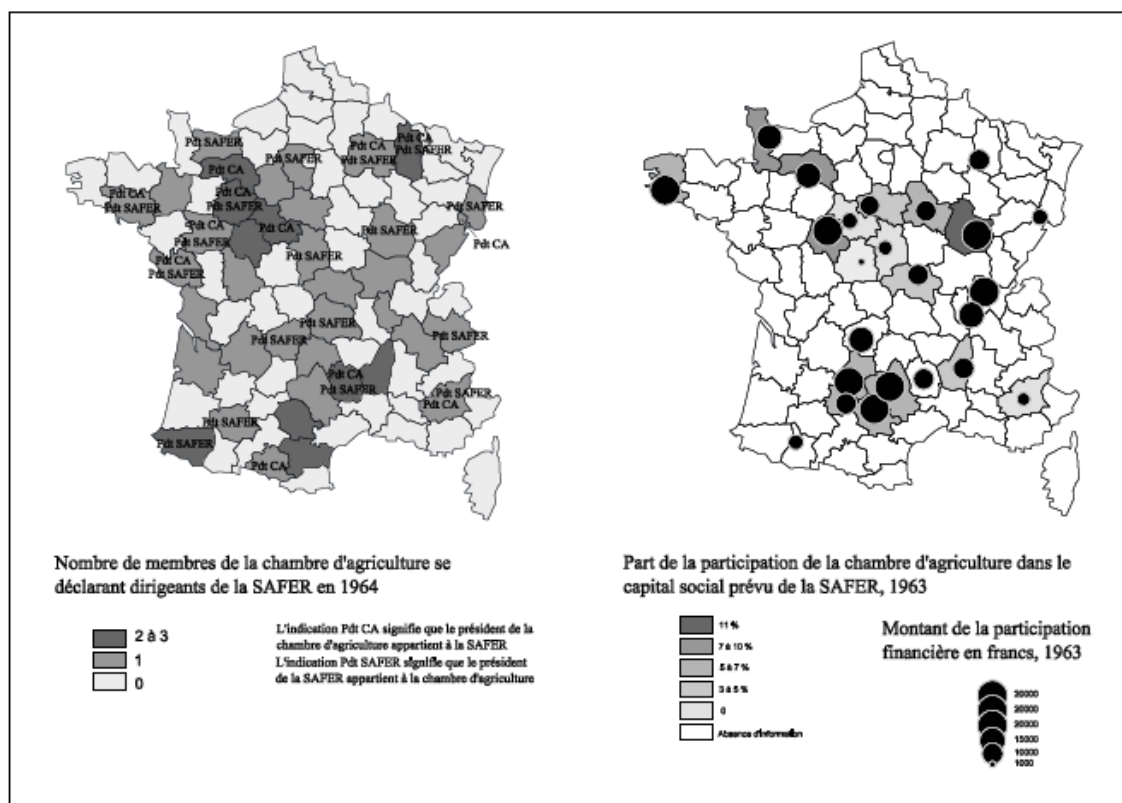 Pdt SAFER
Pdt CA
Pdt SAFER
Pdt CA
Pdt SAFER
Pdt SAFER
Pdt CA
Pdt CA
Pdt SAFER
Pdt CA
Pdt SAFER
Pdt SAFER
Pdt CA
Pdt SAFER
Pdt CA
Pdt SAFER
Pdt CA
Pdt SAFER
Pdt CA
Pdt SAFER
Pdt SAFER
Pdt SAFER
Pdt SAFER
Pdt CA
Pdt SAFER
Pdt SAFER
Pdt CA
Pdt SAFER
Pdt SAFER
Pdt CA
Nombre de membres de la chambre d'agriculture se
déclarant dirigeants de la SAFER en 1964
2 à 3
1
0
L'indication Pdt CA signifie que le président de la
chambre d'agriculture appartient à la SAFER
L'indication Pdt SAFER signifie que le président
de la SAFER appartient à la chambre d'agriculture
Part de la participation de la chambre d'agriculture dans le
capital social prévu de la SAFER, 1963
11 %
7 à 10 %
5 à 7 %
3 à 5 %
0
Absence d'information
Montant de la participation
financière en francs, 1963
30000
20000
20000
15000
10000
1000